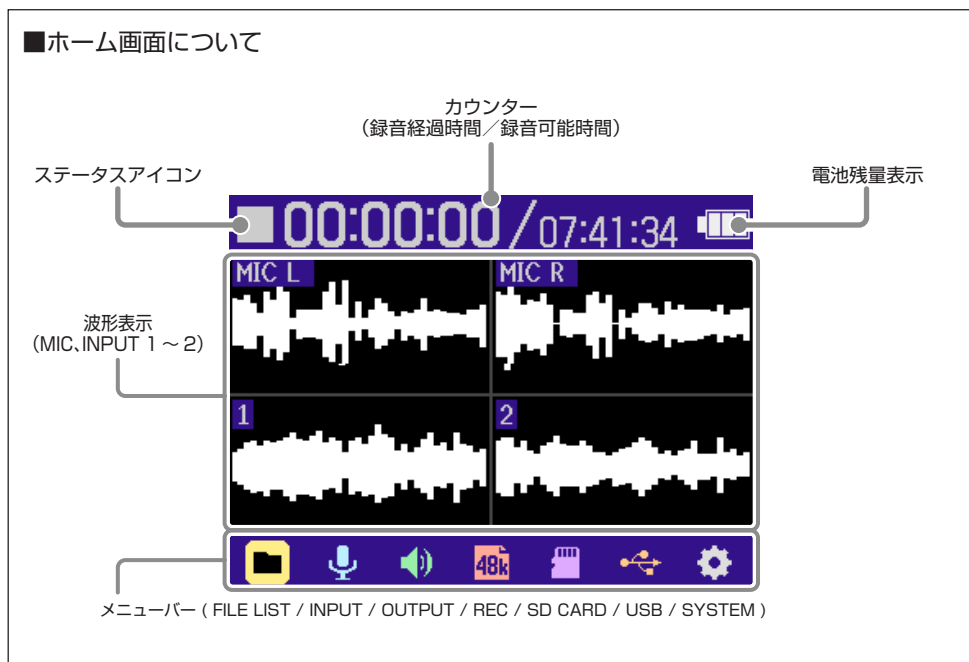 ■ホーム画面について
カウンター
（録音経過時間／録音可能時間）
ステータスアイコン
電池残量表示
00:00:00/07:41:34
MIC L
MIC R
波形表示
（MIC、INPUT 1～2）
1
2
48k
メニューバー ( FILE LIST / INPUT / OUTPUT / REC / SD CARD / USB / SYSTEM )